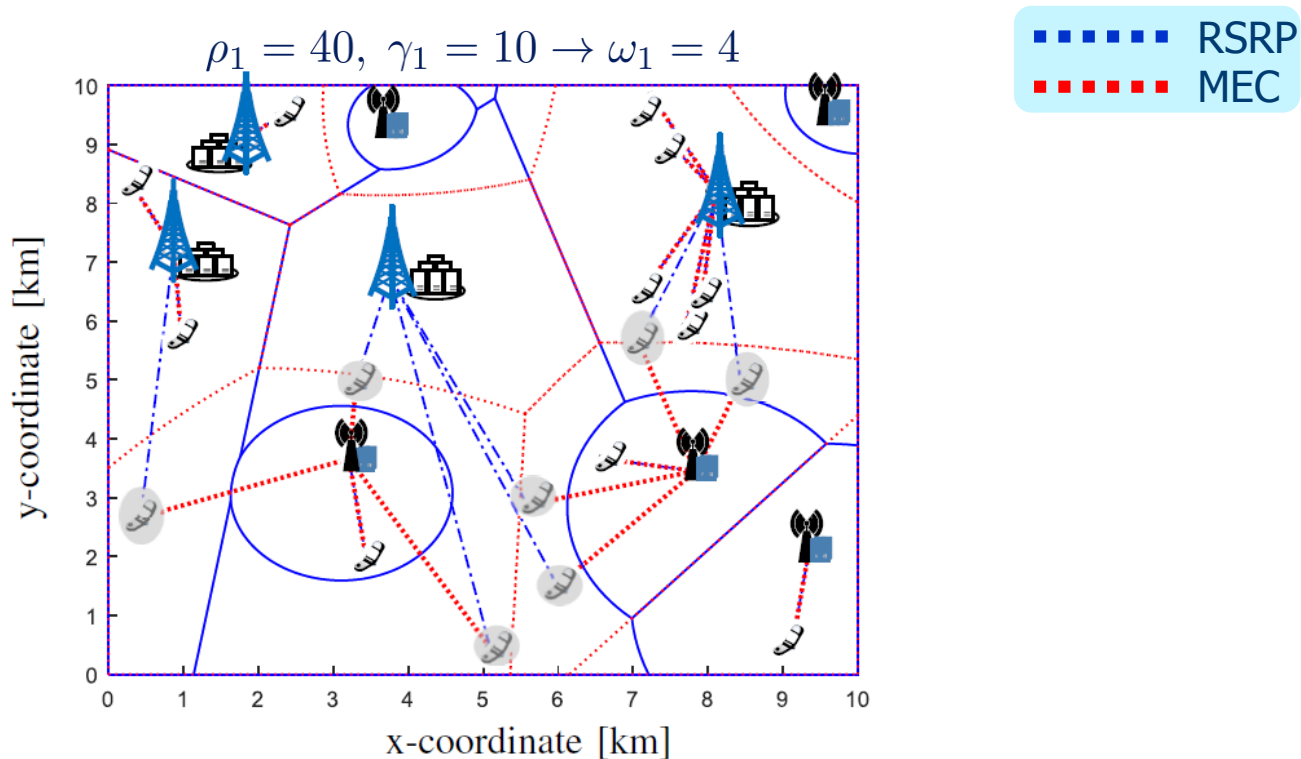 ρ₁ = 40, γ₁ = 10 → ω₁ = 4
RSRP
MEC
10
9
8
7
6
5
4
3
2
1
0
y-coordinate [km]
0 1 2 3 4 5 6 7 8 9 10
x-coordinate [km]